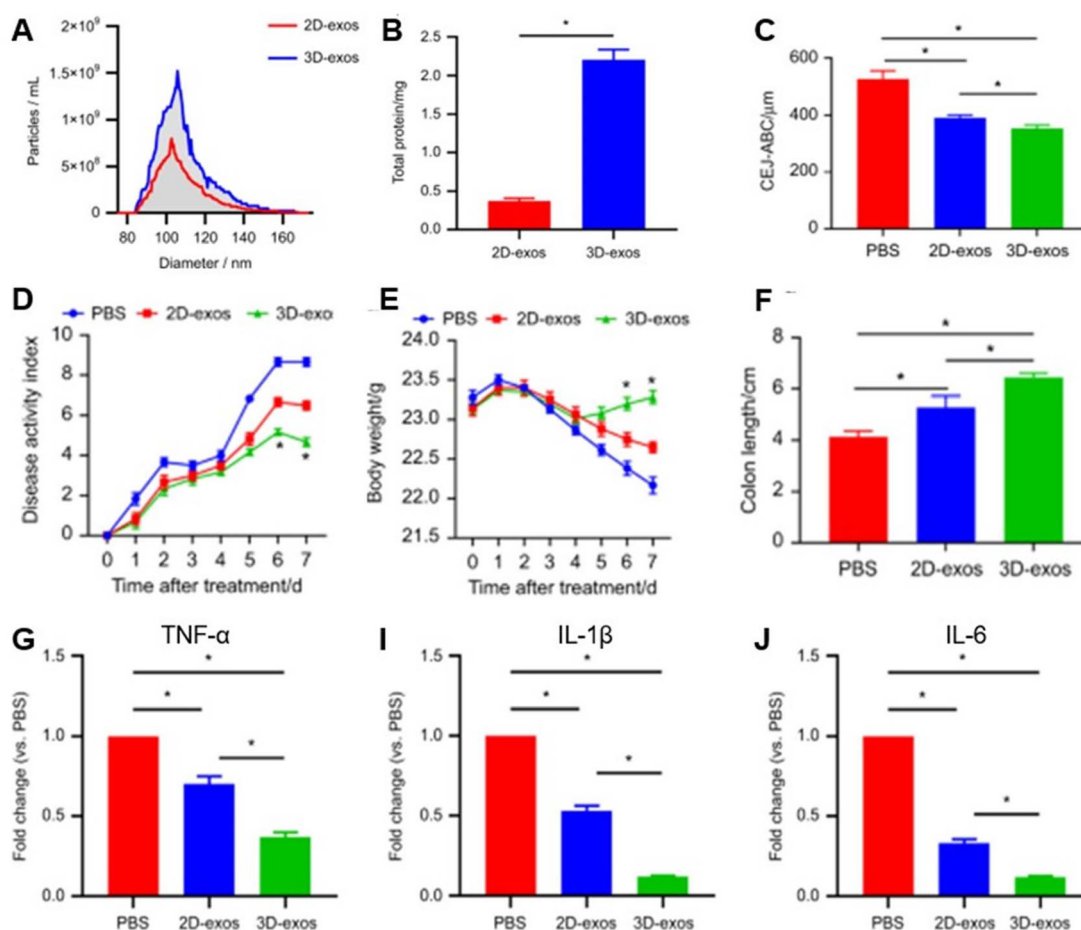 A
2×10⁹
1.5×10⁹
1×10⁹
5×10⁸
0
Particles / mL
2D-exos
3D-exos
80 100 120 140 160
Diameter / nm
B
*
2.5
2.0
1.5
1.0
0.5
0.0
Total protein/mg
2D-exos 3D-exos
C
*
* *
600
400
200
0
CEJ-ABC/μm
PBS 2D-exos 3D-exos
D
PBS 2D-exos 3D-exo
10
8
6
4
2
0
Disease activity index
*
*
0 1 2 3 4 5 6 7
Time after treatment/d
E
PBS 2D-exos 3D-exos
24.0
23.5
23.0
22.5
22.0
21.5
Body weight/g
* *
0 1 2 3 4 5 6 7
Time after treatment/d
F
*
* *
8
6
4
2
0
Colon length/cm
PBS 2D-exos 3D-exos
G
TNF-α
*
*
*
1.5
1.0
0.5
0.0
Fold change (vs. PBS)
PBS 2D-exos 3D-exos
I
IL-1β
*
*
*
1.5
1.0
0.5
0.0
Fold change (vs. PBS)
PBS 2D-exos 3D-exos
J
IL-6
*
*
*
1.5
1.0
0.5
0.0
Fold change (vs. PBS)
PBS 2D-exos 3D-exos